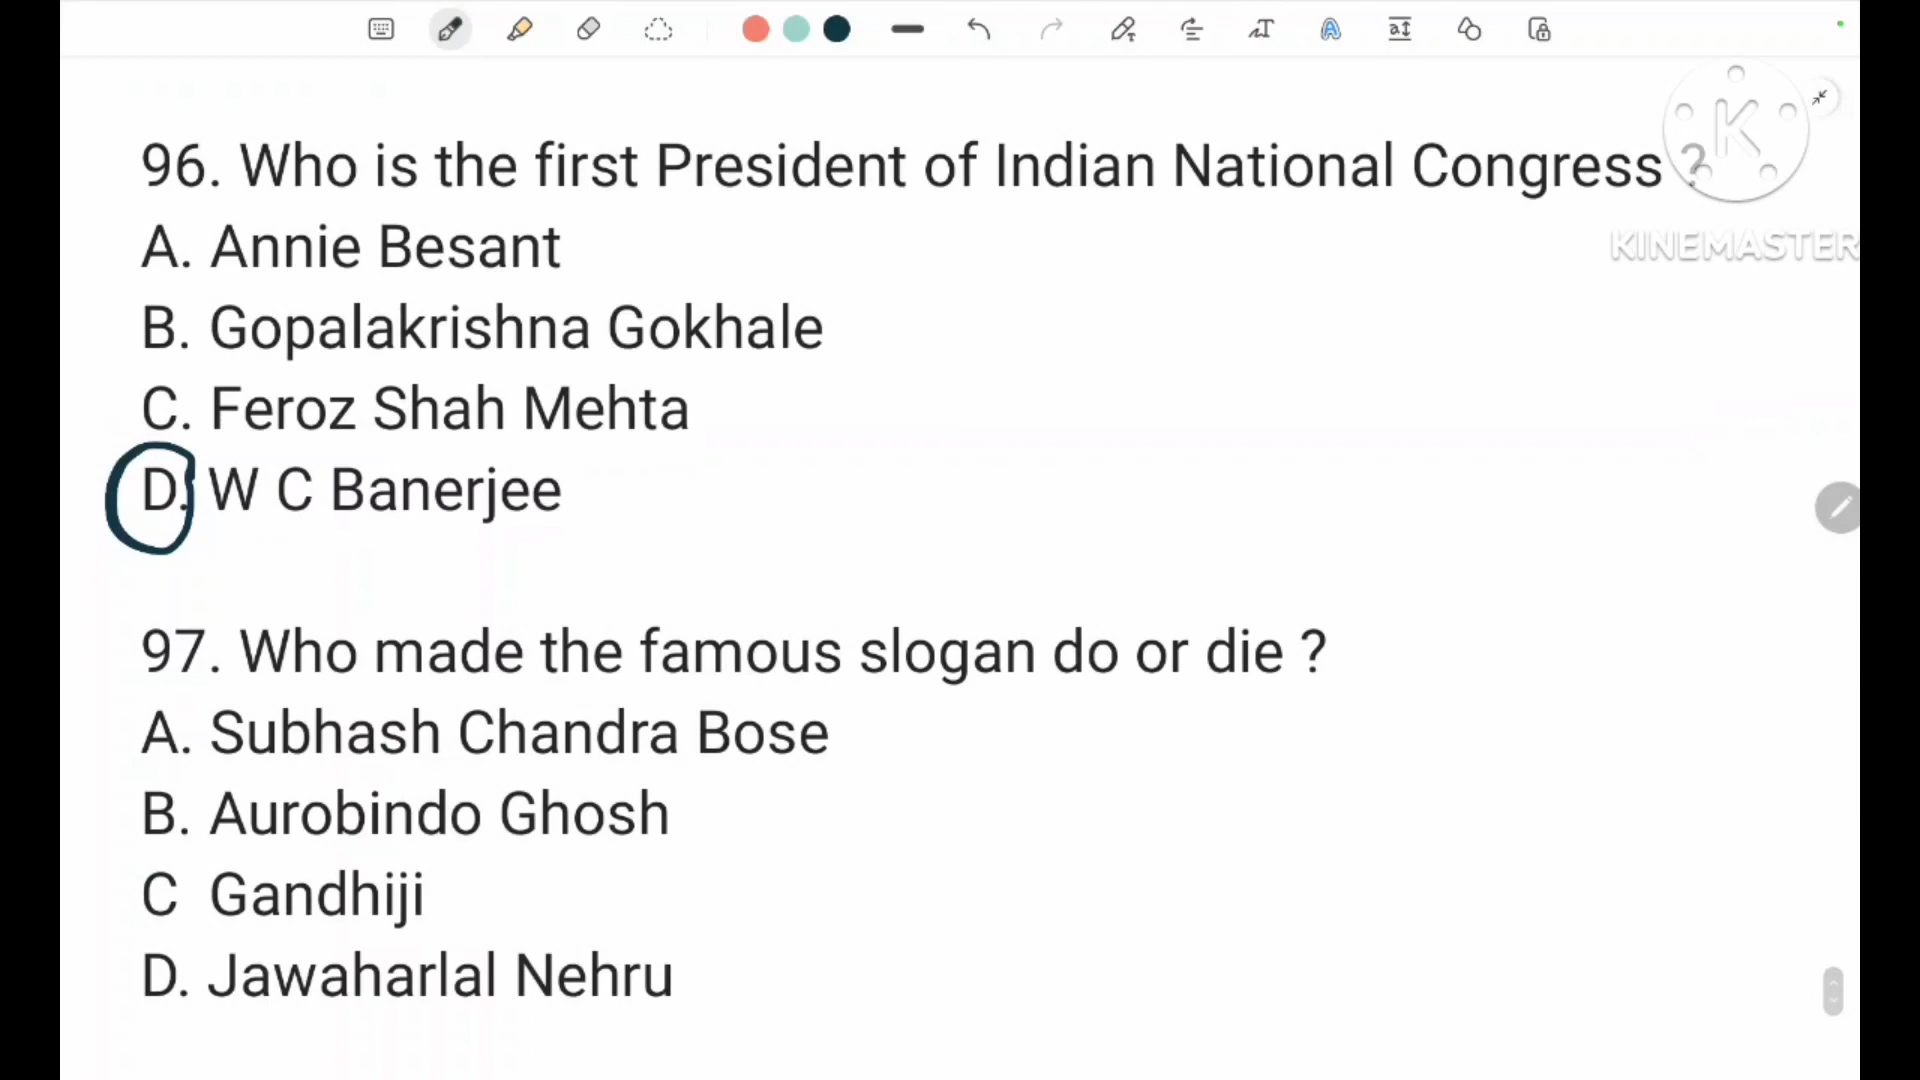 96. Who is the first President of Indian National Congress ?
KINEMASTER
A. Annie Besant
B. Gopalakrishna Gokhale
C. Feroz Shah Mehta
D. W C Banerjee
97. Who made the famous slogan do or die ?
A. Subhash Chandra Bose
B. Aurobindo Ghosh
C Gandhiji
D. Jawaharlal Nehru